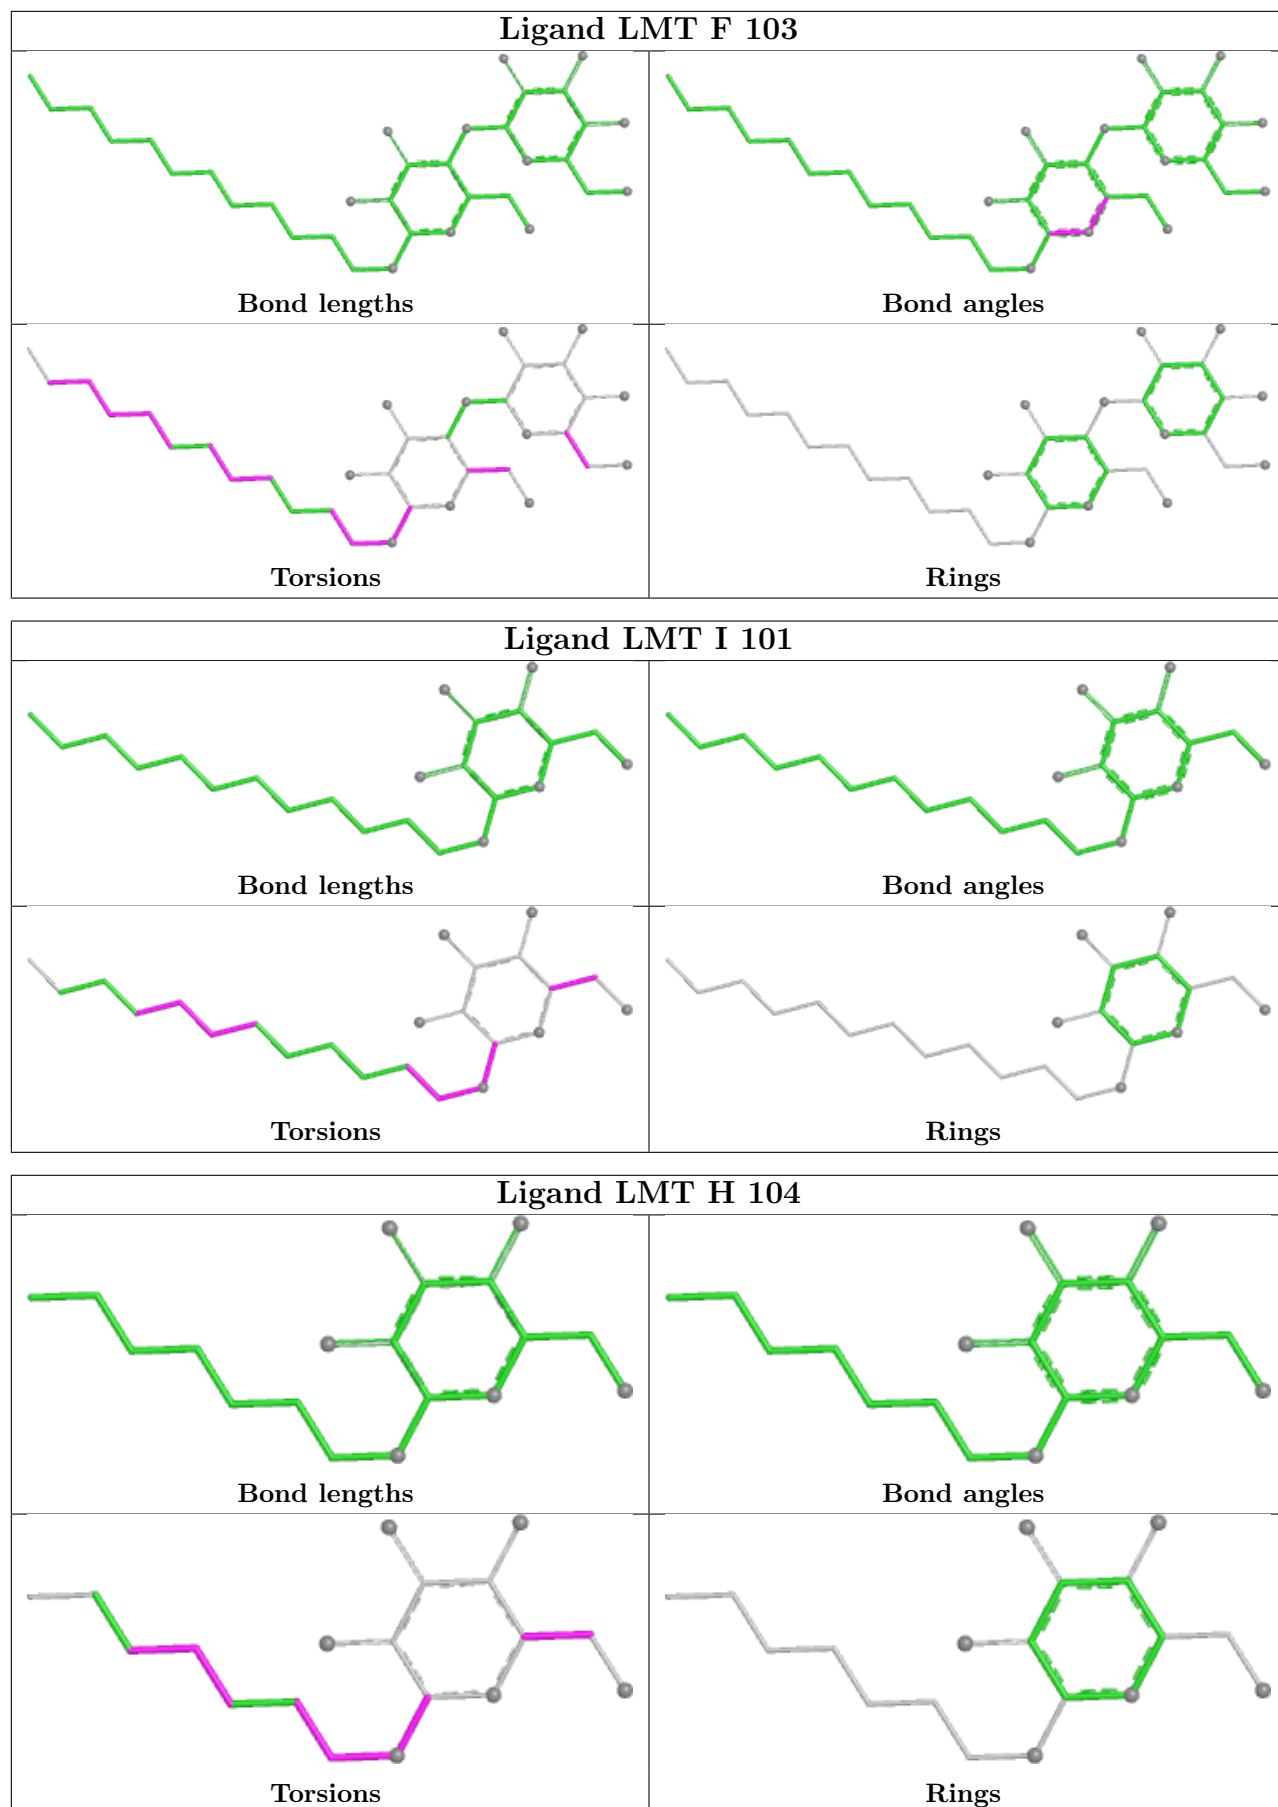 Ligand LMT F 103
Bond lengths
Bond angles
Torsions
Rings
Ligand LMT I 101
Bond lengths
Bond angles
Torsions
Rings
Ligand LMT H 104
Bond lengths
Bond angles
Torsions
Rings